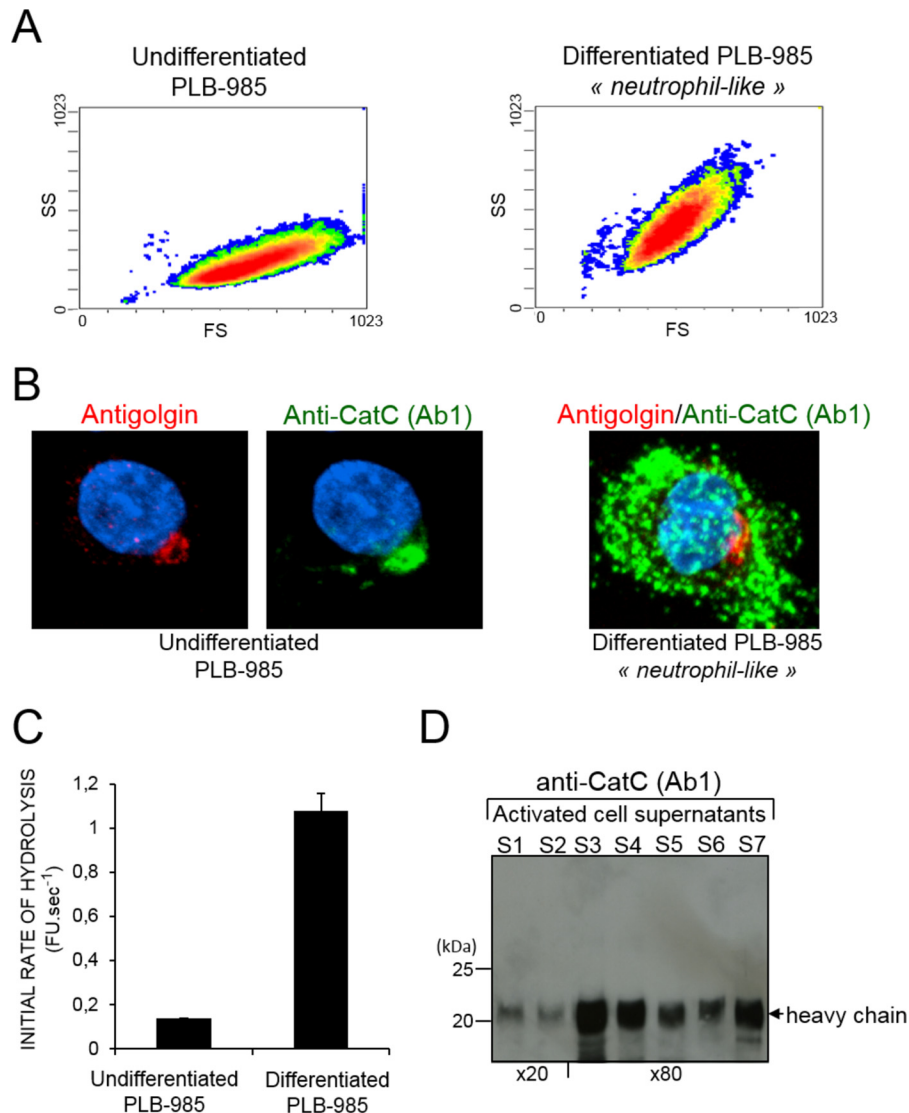 A
Undifferentiated
PLB-985
Differentiated PLB-985
« neutrophil-like »
1023
SS
0
0
FS
1023
1023
SS
0
0
FS
1023
B
Antigolgin
Anti-CatC (Ab1)
Antigolgin/Anti-CatC (Ab1)
Undifferentiated
PLB-985
Differentiated PLB-985
« neutrophil-like »
C
INITIAL RATE OF HYDROLYSIS
(FU.sec-1)
1,2
1
0,8
0,6
0,4
0,2
0
Undifferentiated
PLB-985
Differentiated
PLB-985
D
anti-CatC (Ab1)
Activated cell supernatants
S1 S2 S3 S4 S5 S6 S7
(kDa)
25
20
heavy chain
x20 x80